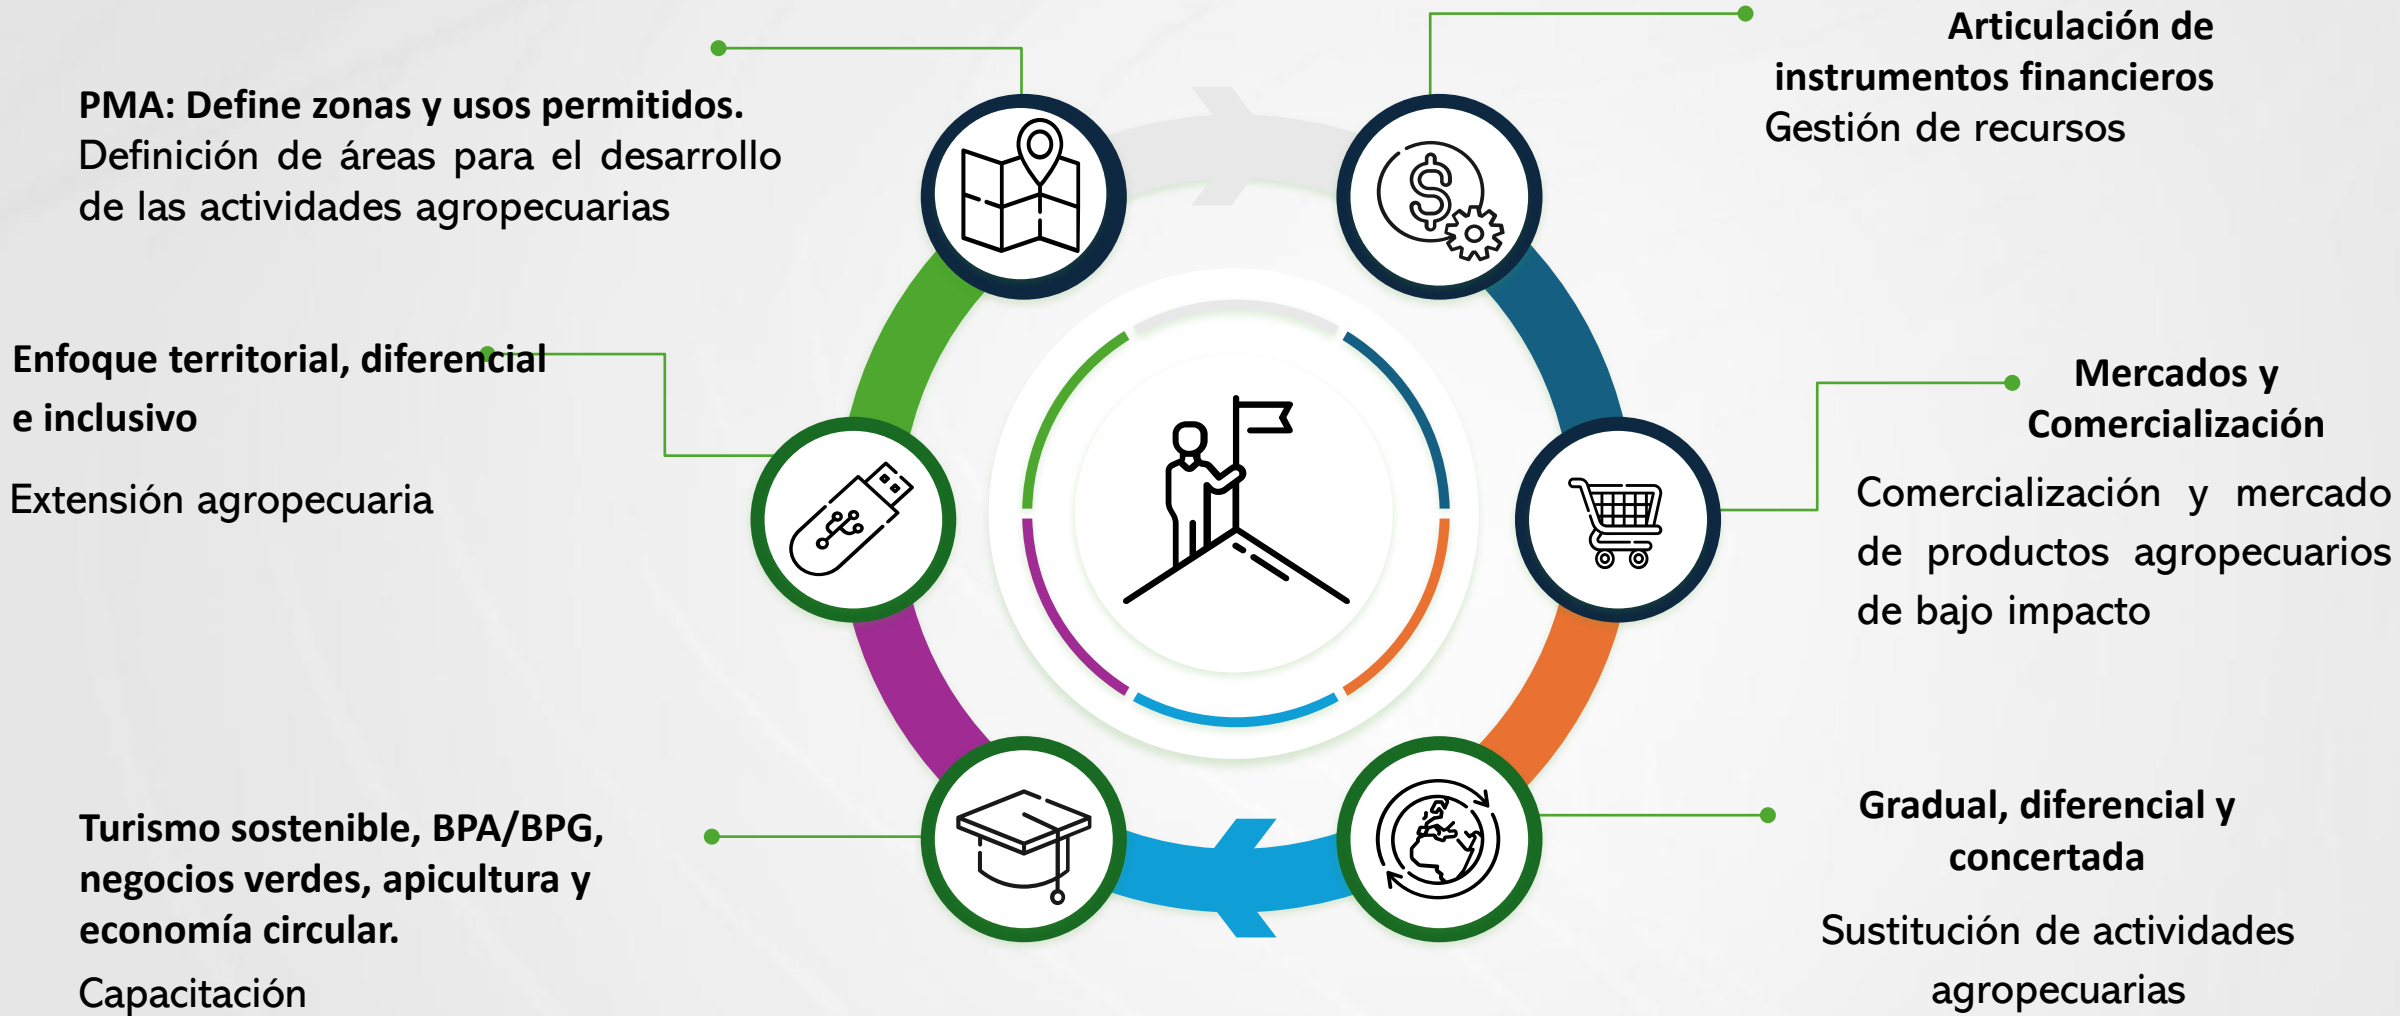 PMA: Define zonas y usos permitidos.
Definición de áreas para el desarrollo
de las actividades agropecuarias
Articulación de
instrumentos financieros
Gestión de recursos
Enfoque territorial, diferencial
e inclusivo
Extensión agropecuaria
Mercados y
Comercialización
Comercialización y mercado
de productos agropecuarios
de bajo impacto
Turismo sostenible, BPA/BPG,
negocios verdes, apicultura y
economía circular.
Capacitación
Gradual, diferencial y
concertada
Sustitución de actividades
agropecuarias
$